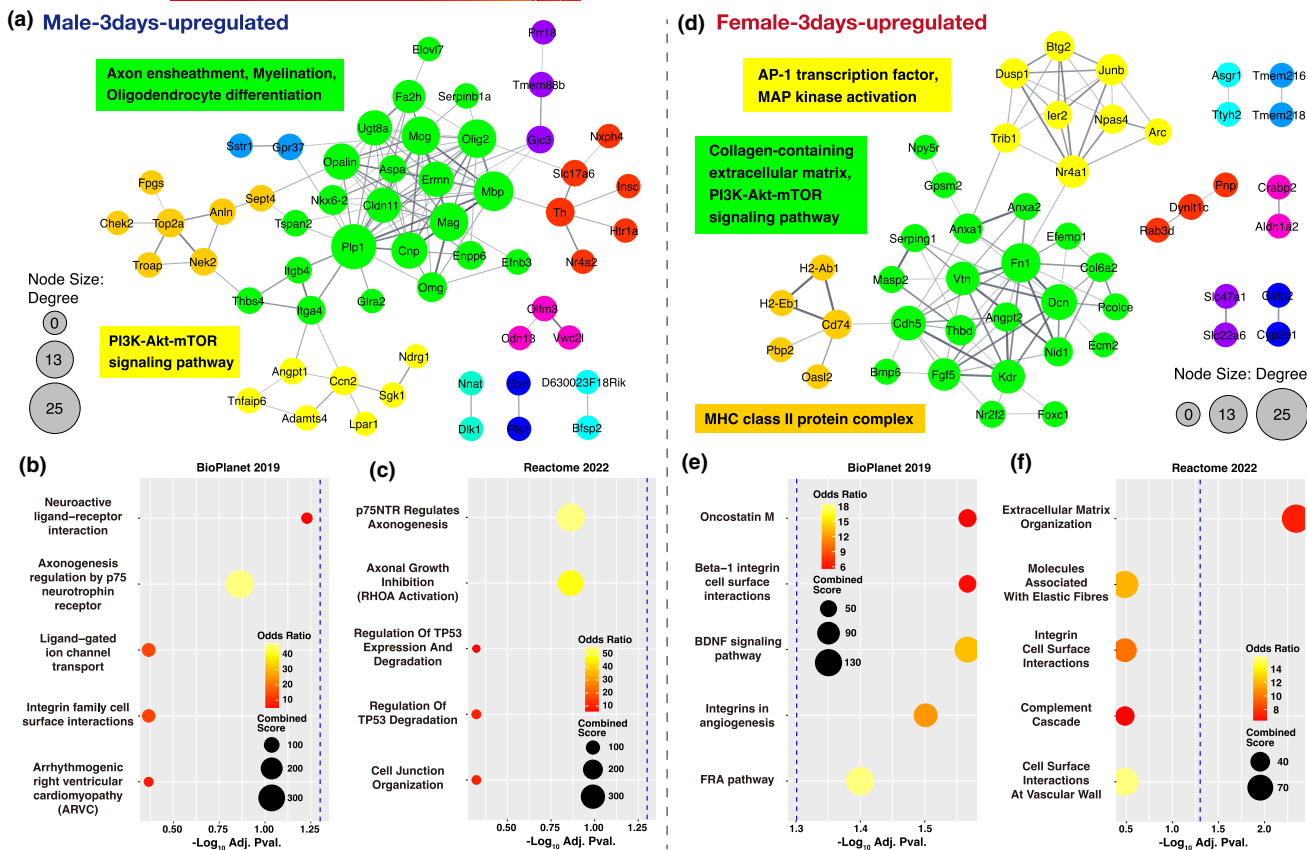 (a) Male-3days-upregulated
Axon ensheathment, Myelination,
Oligodendrocyte differentiation
Elovl7
Prr18
Tmem88b
Gjc3
Fa2h
Serpinb1a
Ugt8a
Mog
Olig2
Sstr1
Gpr37
Opalin
Aspa
Ermn
Mbp
Nxph4
Slc17a6
Insc
Th
Htr1a
Nr4a2
Fpgs
Sept4
Nkx6-2
Cldn11
Chek2
Top2a
Anln
Tspan2
Mag
Plp1
Cnp
Enpp6
Efnb3
Troap
Nek2
Itgb4
Omg
Thbs4
Glra2
Itga4
Node Size:
Degree
0
13
25
PI3K-Akt-mTOR
signaling pathway
Olfm3
Cdh13
Vwc2l
Ndrg1
Angpt1
Ccn2
Sgk1
Tnfaip6
Adamts4
Lpar1
Nnat
Dlk1
Gsn
Pls1
D630023F18Rik
Bfsp2
(b)
BioPlanet 2019
Neuroactive
ligand–receptor
interaction
Axonogenesis
regulation by p75
neurotrophin
receptor
Ligand–gated
ion channel
transport
Integrin family cell
surface interactions
Arrhythmogenic
right ventricular
cardiomyopathy
(ARVC)
Odds Ratio
40
30
20
10
Combined
Score
100
200
300
0.50 0.75 1.00 1.25
-Log10 Adj. Pval.
(c)
Reactome 2022
p75NTR Regulates
Axonogenesis
Axonal Growth
Inhibition
(RHOA Activation)
Regulation Of TP53
Expression And
Degradation
Regulation Of
TP53 Degradation
Cell Junction
Organization
Odds Ratio
50
40
30
20
10
Combined
Score
100
200
300
0.50 0.75 1.00 1.25
-Log10 Adj. Pval.
(d) Female-3days-upregulated
AP-1 transcription factor,
MAP kinase activation
Btg2
Dusp1
Junb
Ier2
Npas4
Trib1
Arc
Nr4a1
Asgr1
Ttyh2
Tmem216
Tmem218
Collagen-containing
extracellular matrix,
PI3K-Akt-mTOR
signaling pathway
Npy5r
Gpsm2
Pnp
Dynlt1c
Rab3d
Crabp2
Aldh1a2
Anxa2
Anxa1
Serping1
Efemp1
Fn1
Col6a2
H2-Ab1
Masp2
Vtn
H2-Eb1
Dcn
Pcolce
Cd74
Cdh5
Thbd
Angpt2
Pbp2
Nid1
Ecm2
Oasl2
Bmp6
Fgf5
Kdr
Nr2f2
Foxc1
Slc47a1
Slc22a6
Cyp2d1
MHC class II protein complex
Node Size: Degree
0
13
25
(e)
BioPlanet 2019
Oncostatin M
Beta–1 integrin
cell surface
interactions
BDNF signaling
pathway
Integrins in
angiogenesis
FRA pathway
Odds Ratio
18
15
12
9
6
Combined
Score
50
90
130
1.3 1.4 1.5
-Log10 Adj. Pval.
(f)
Reactome 2022
Extracellular Matrix
Organization
Molecules
Associated
With Elastic Fibres
Integrin
Cell Surface
Interactions
Complement
Cascade
Cell Surface
Interactions
At Vascular Wall
Odds Ratio
14
12
10
8
Combined
Score
40
70
0.5 1.0 1.5 2.0
-Log10 Adj. Pval.